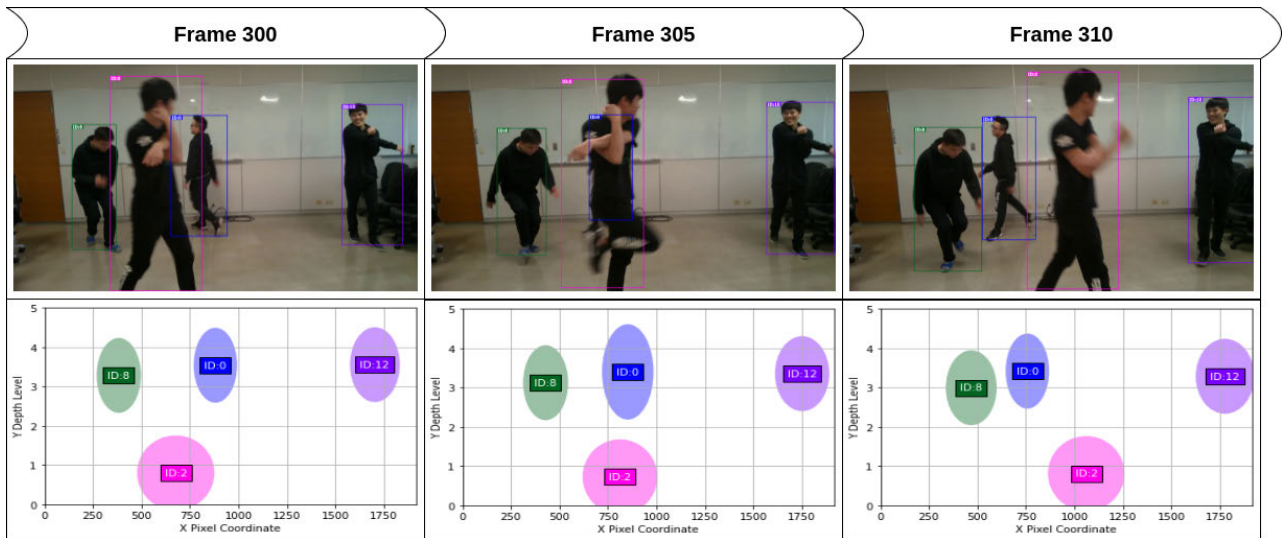 Frame 300
Frame 305
Frame 310
5
4
3
2
1
0
Y Depth Level
ID:8
ID:0
ID:12
ID:2
0 250 500 750 1000 1250 1500 1750
X Pixel Coordinate
5
4
3
2
1
0
Y Depth Level
ID:8
ID:0
ID:12
ID:2
0 250 500 750 1000 1250 1500 1750
X Pixel Coordinate
5
4
3
2
1
0
Y Depth Level
ID:8
ID:0
ID:12
ID:2
0 250 500 750 1000 1250 1500 1750
X Pixel Coordinate